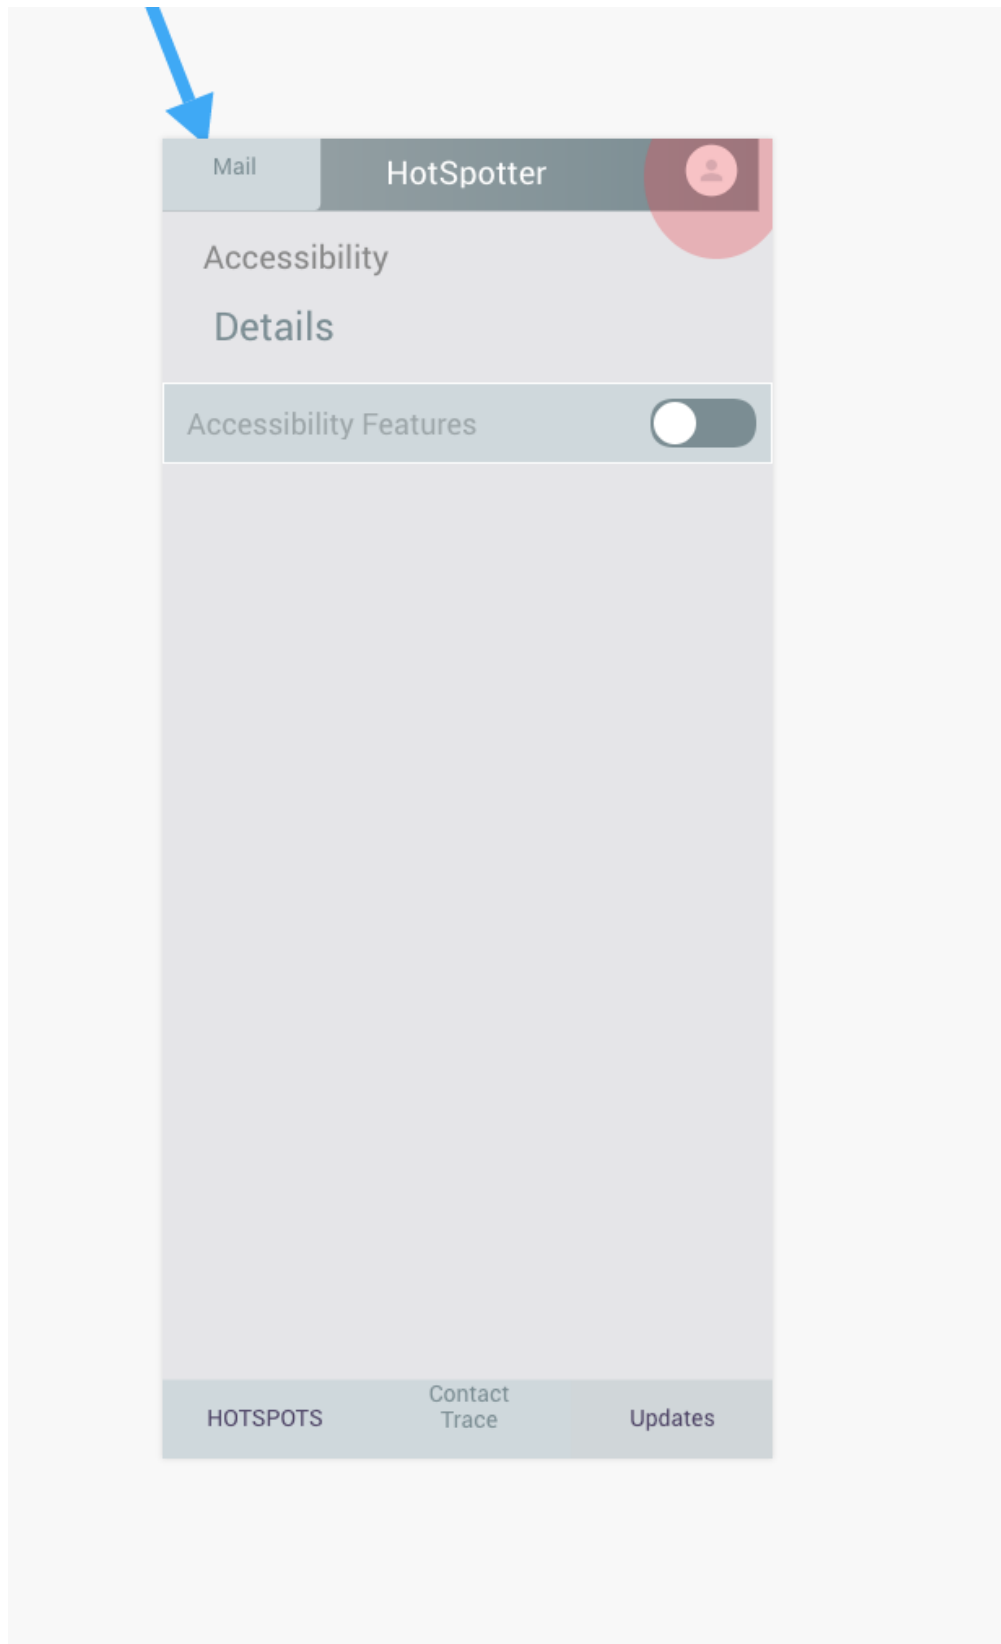 Mail
HotSpotter
Accessibility
Details
Accessibility Features
HOTSPOTS
Contact
Trace
Updates